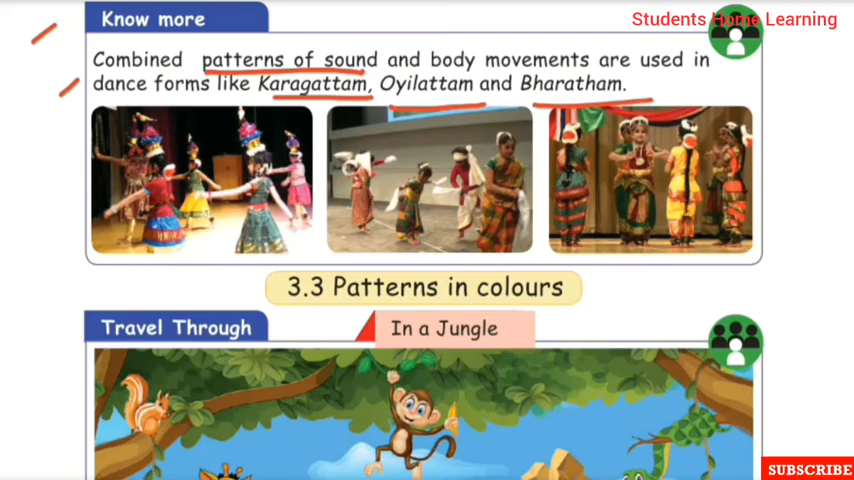 Students Home Learning
Know more
Combined patterns of sound and body movements are used in
dance forms like Karagattam, Oyilattam and Bharatham.
3.3 Patterns in colours
Travel Through
In a Jungle
SUBSCRIBE